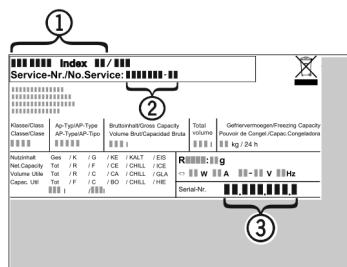 1
Index /
Service-Nr./No.Service: -
2
Klasse/Class Ap-Typ/AP-Type Bruttoinhalt/Gross Capacity Total Gefriervermoegen/Freezing Capacity
Classe/Clase AP-Type/AP-Tipo Volume Brut/Capacidad Bruta volume Pouvoir de Congel./Capac.Congeladora
l l kg / 24 h
Nutzinhalt Ges / K / G / KE / KALT / EIS
Net.Capacity Tot / R / F / CE / CHILL / ICE
Volume Utile Tot / R / C / CA / CHILL / GLA
Capac. Util Tot / F / C / BO / CHILL / HIE
l / l
R : g
W A - V Hz
Serial-Nr. . . .
3